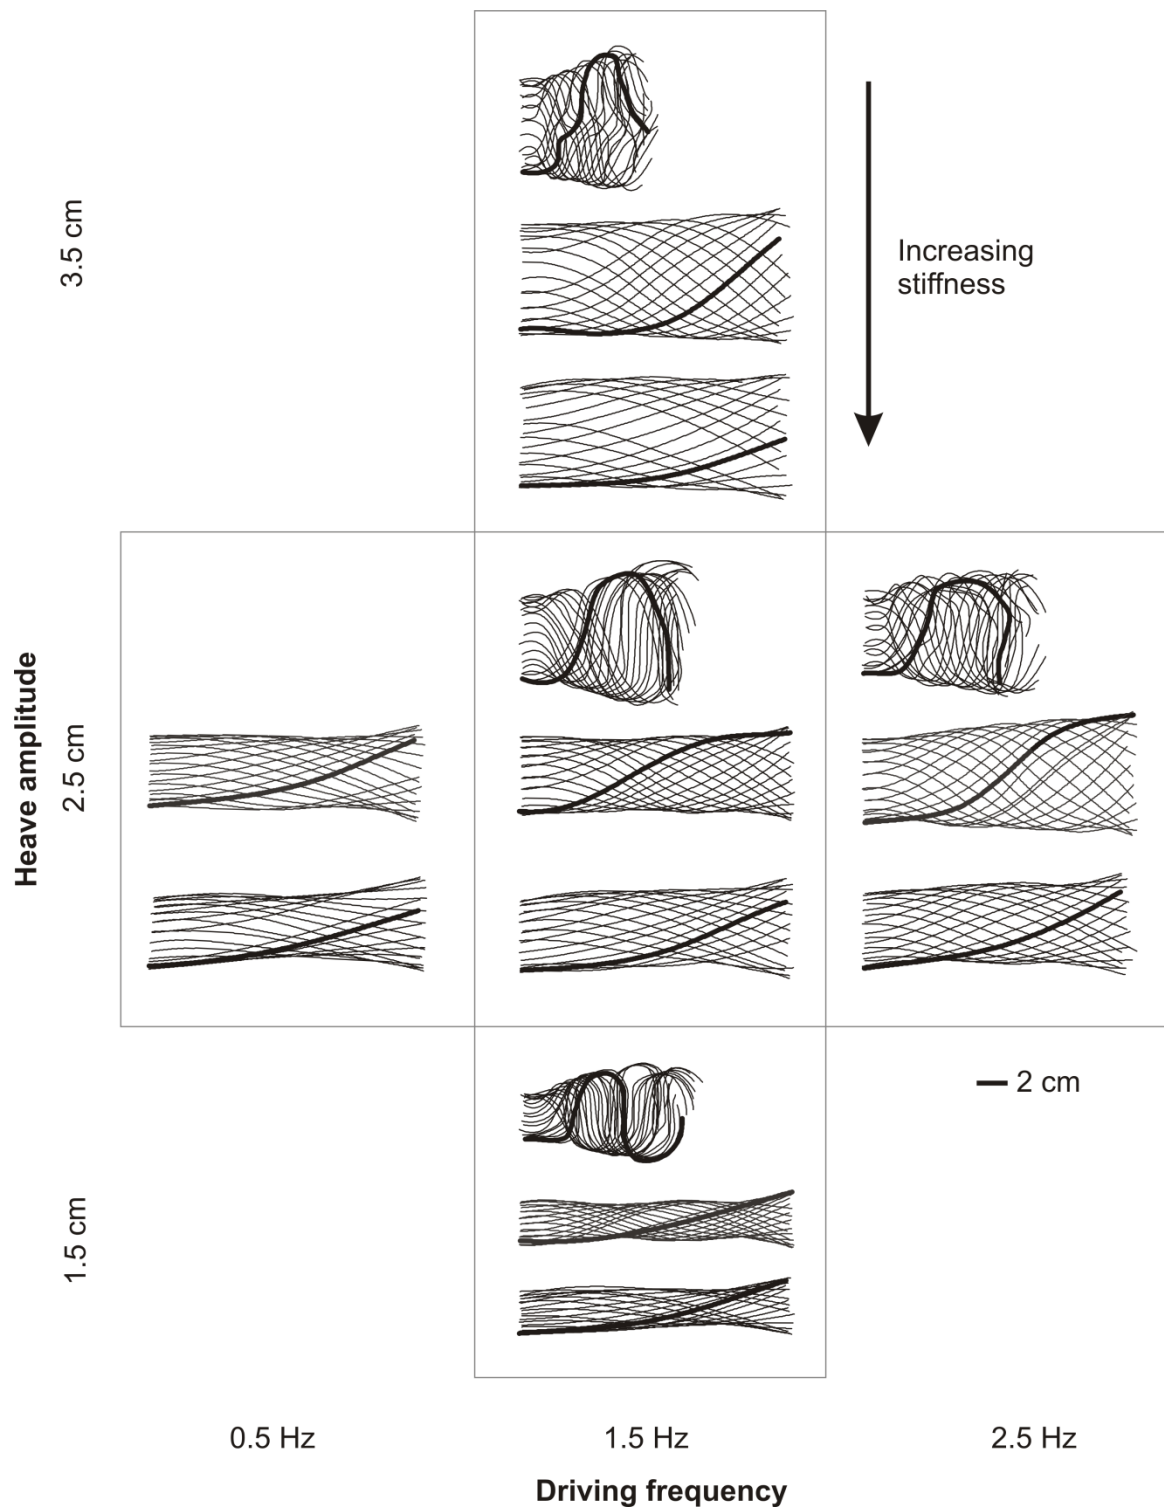 3.5 cm
Increasing
stiffness
Heave amplitude
2.5 cm
2 cm
1.5 cm
0.5 Hz
1.5 Hz
2.5 Hz
Driving frequency